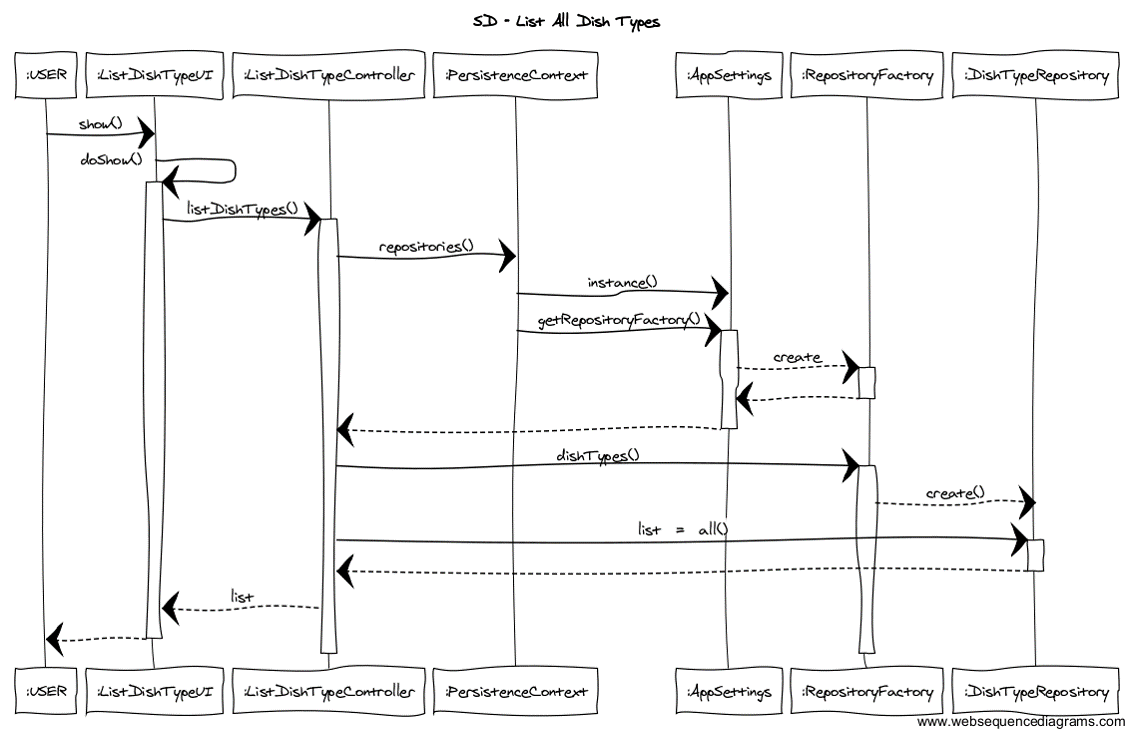 SD - List All Dish Types
:USER :ListDishTypeUI :ListDishTypeController :PersistenceContext :AppSettings :RepositoryFactory :DishTypeRepository
show()
doShow()
listDishTypes()
repositories()
instance()
getRepositoryFactory()
create
dishTypes()
create()
list = all()
list
:USER :ListDishTypeUI :ListDishTypeController :PersistenceContext :AppSettings :RepositoryFactory :DishTypeRepository
www.websequencediagrams.com